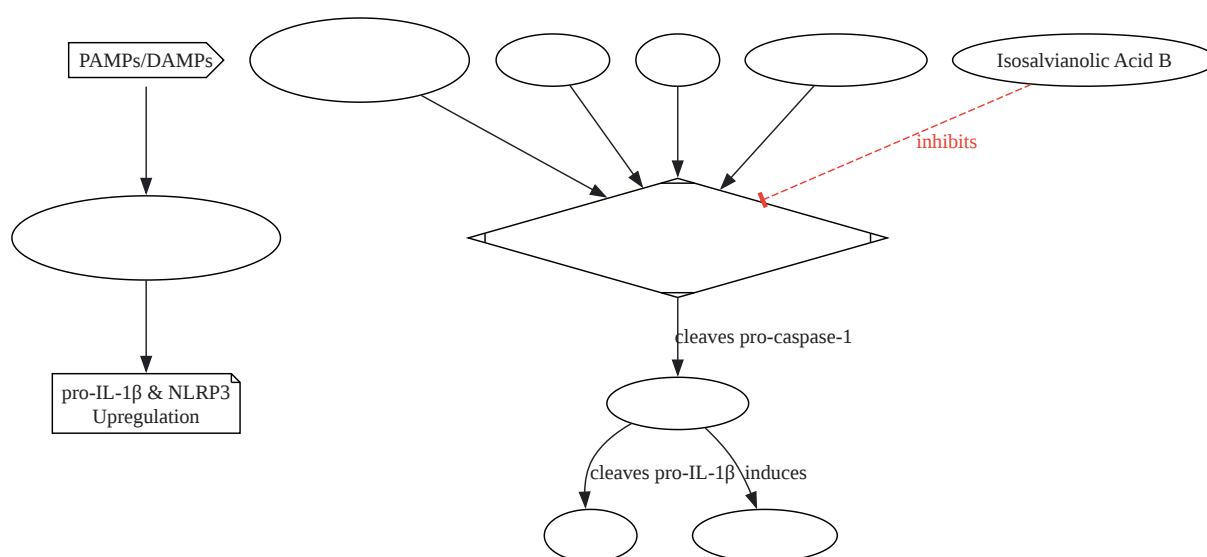 PAMPs/DAMPs
Isosalvianolic Acid B
inhibits
cleaves pro-caspase-1
pro-IL-1β & NLRP3
Upregulation
cleaves pro-IL-1β
induces